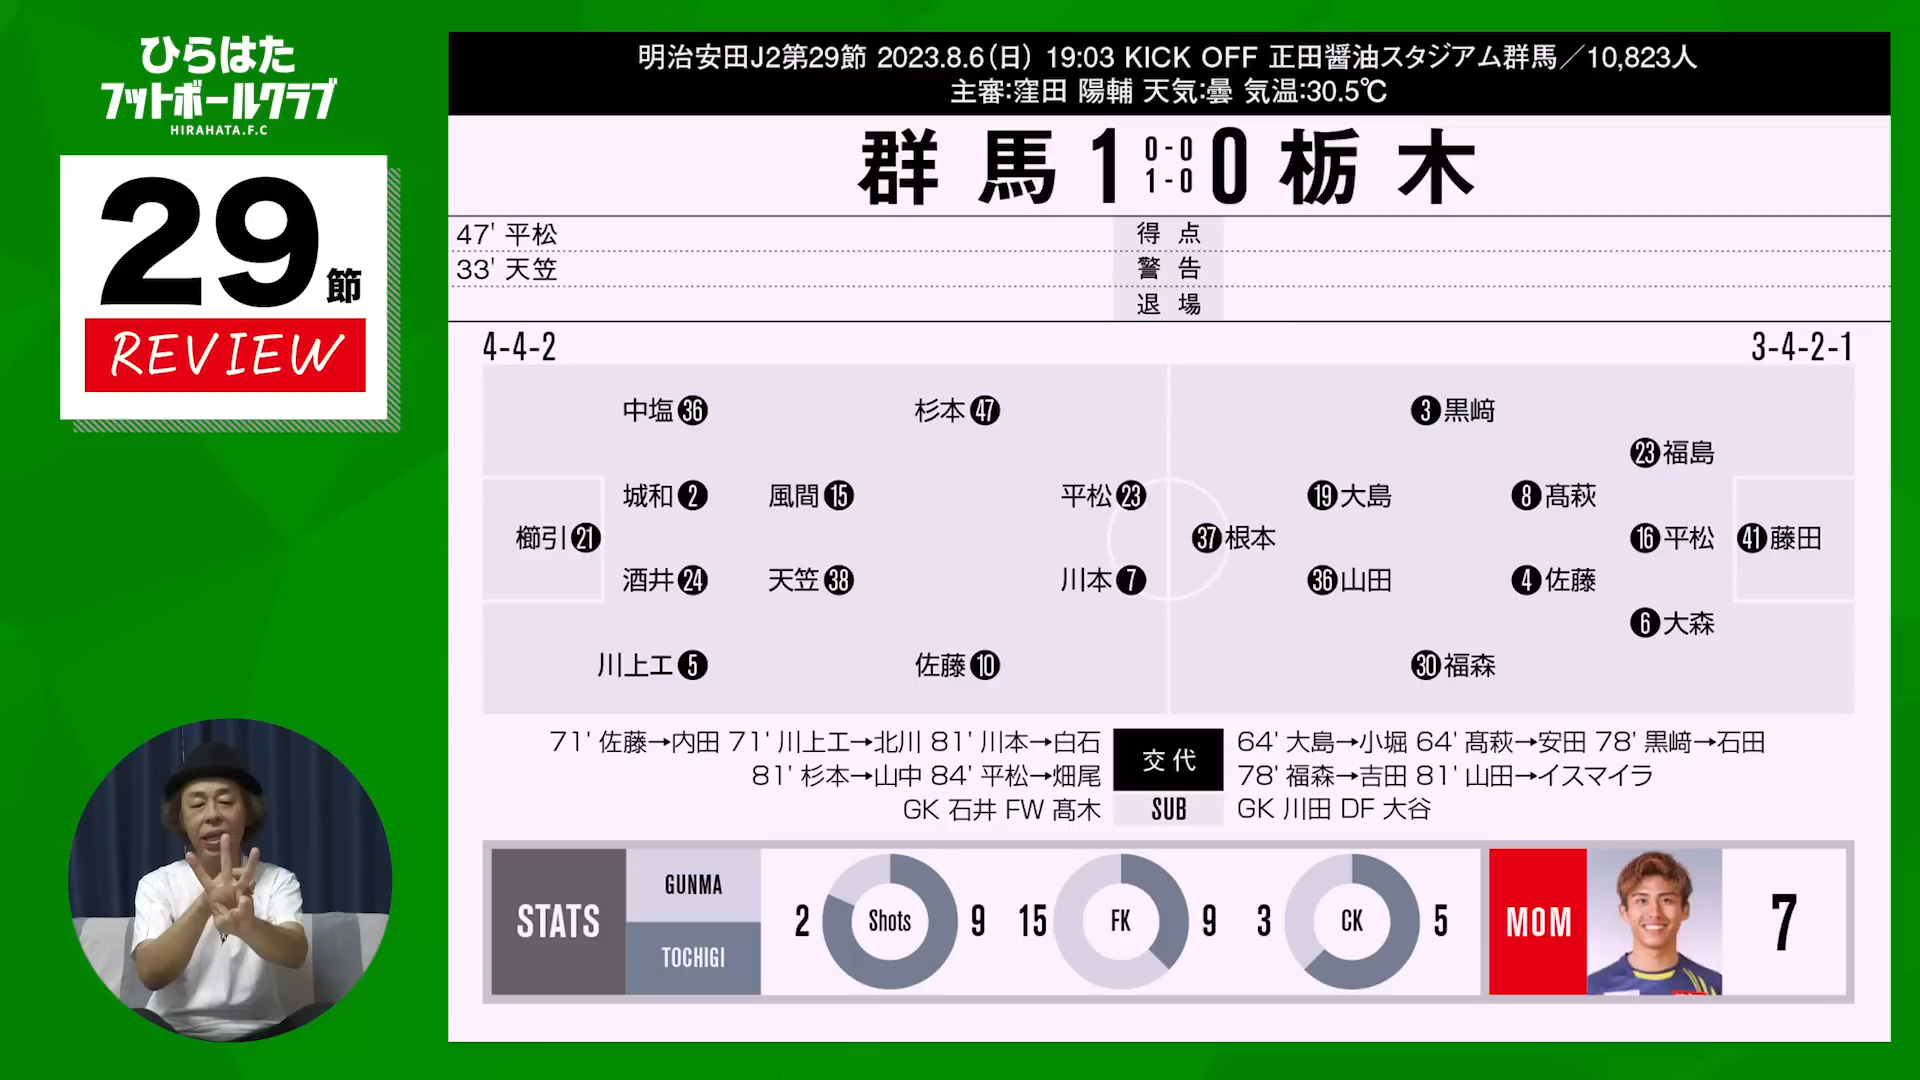 ひらはた
フットボールクラブ
HIRAHATA.F.C
29節
REVIEW
明治安田J2第29節 2023.8.6(日) 19:03 KICK OFF 正田醤油スタジアム群馬／10,823人
主審:窪田 陽輔 天気:曇 気温:30.5℃
群馬 1 0-0 0 栃木
1-0
47' 平松 得点
33' 天笠 警告
退場
4-4-2 3-4-2-1
中塩 36 杉本 47 3 黒﨑
23 福島
城和 2 風間 15 平松 23 19 大島 8 髙萩
櫛引 21 37 根本 16 平松 41 藤田
酒井 24 天笠 38 川本 7 36 山田 4 佐藤
6 大森
川上エ 5 佐藤 10 30 福森
71' 佐藤→内田 71' 川上エ→北川 81' 川本→白石 交代 64' 大島→小堀 64' 髙萩→安田 78' 黒﨑→石田
81' 杉本→山中 84' 平松→畑尾 78' 福森→吉田 81' 山田→イスマイラ
GK 石井 FW 髙木 SUB GK 川田 DF 大谷
STATS GUNMA 2 Shots 9 15 FK 9 3 CK 5 MOM 7
TOCHIGI